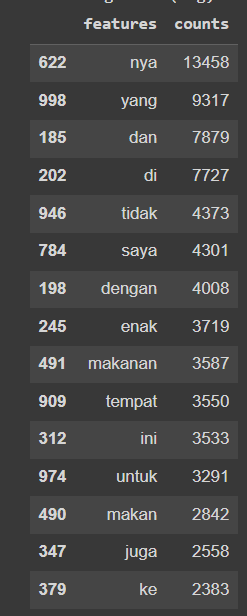 features counts
622 nya 13458
998 yang 9317
185 dan 7879
202 di 7727
946 tidak 4373
784 saya 4301
198 dengan 4008
245 enak 3719
491 makanan 3587
909 tempat 3550
312 ini 3533
974 untuk 3291
490 makan 2842
347 juga 2558
379 ke 2383